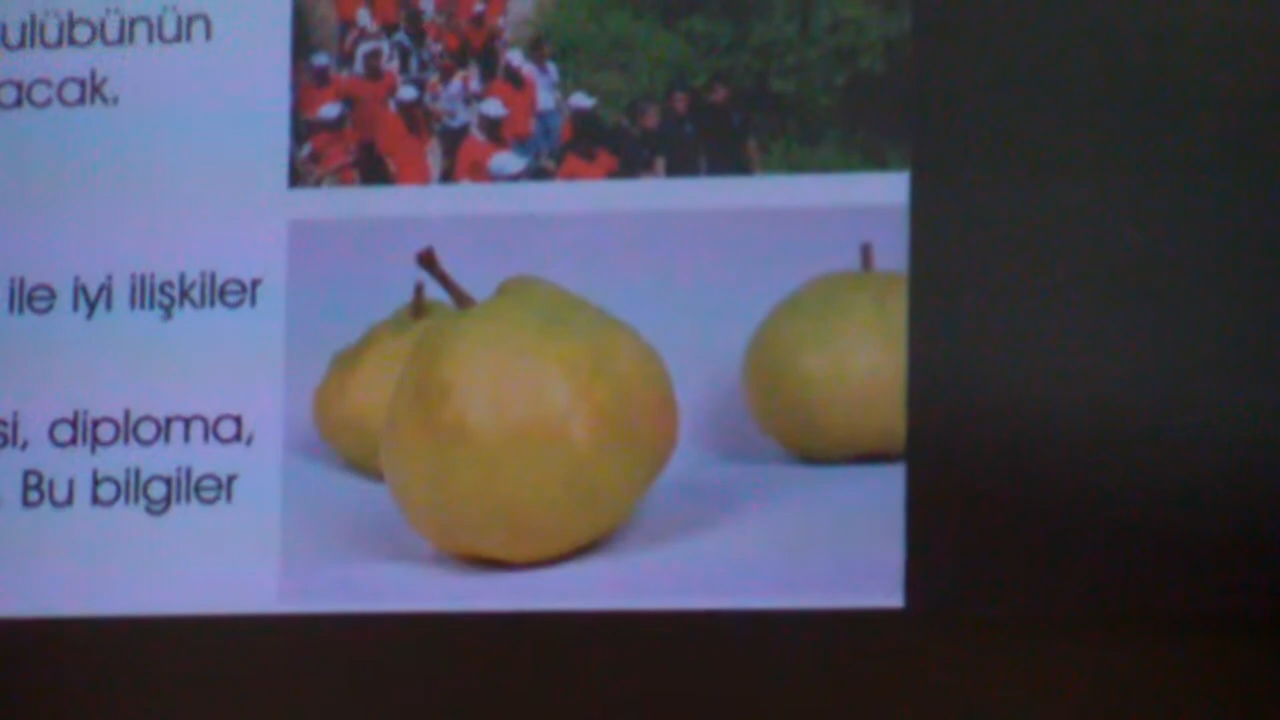 ulübünün
acak.
ile iyi ilişkiler
si, diploma,
. Bu bilgiler